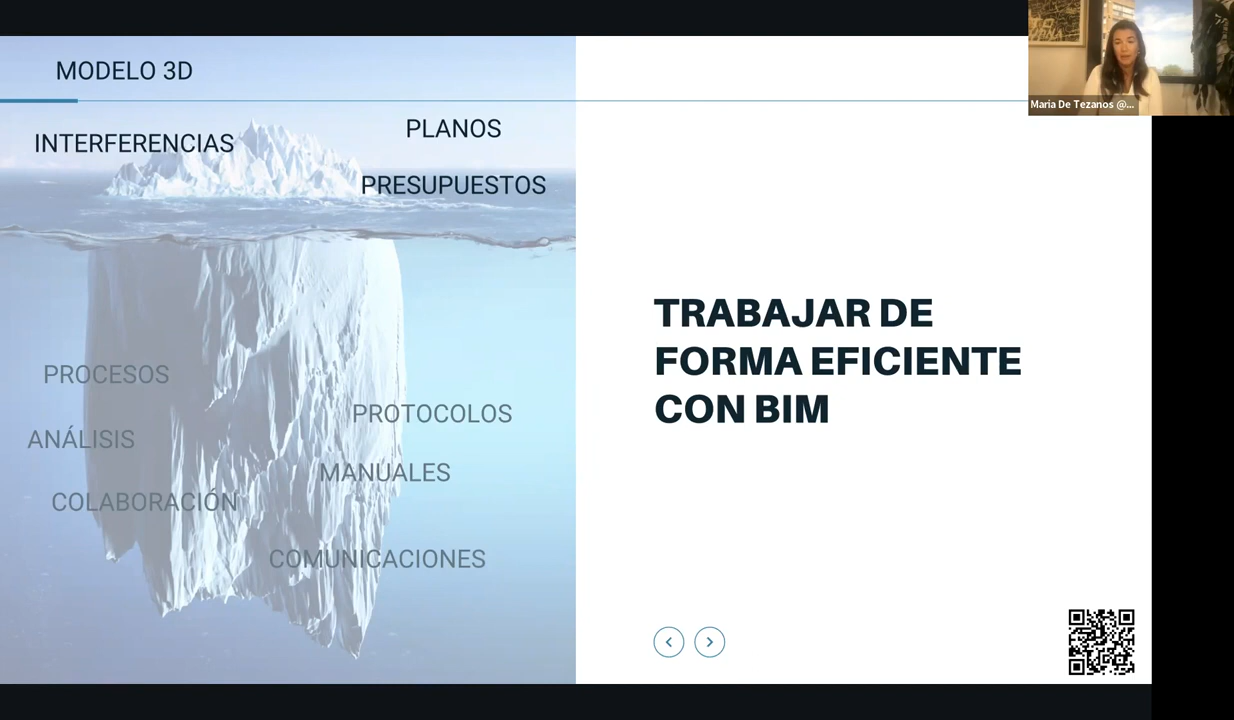 MODELO 3D
INTERFERENCIAS
PLANOS
PRESUPUESTOS
PROCESOS
PROTOCOLOS
ANÁLISIS
MANUALES
COLABORACIÓN
COMUNICACIONES
TRABAJAR DE
FORMA EFICIENTE
CON BIM
Maria De Tezanos @...